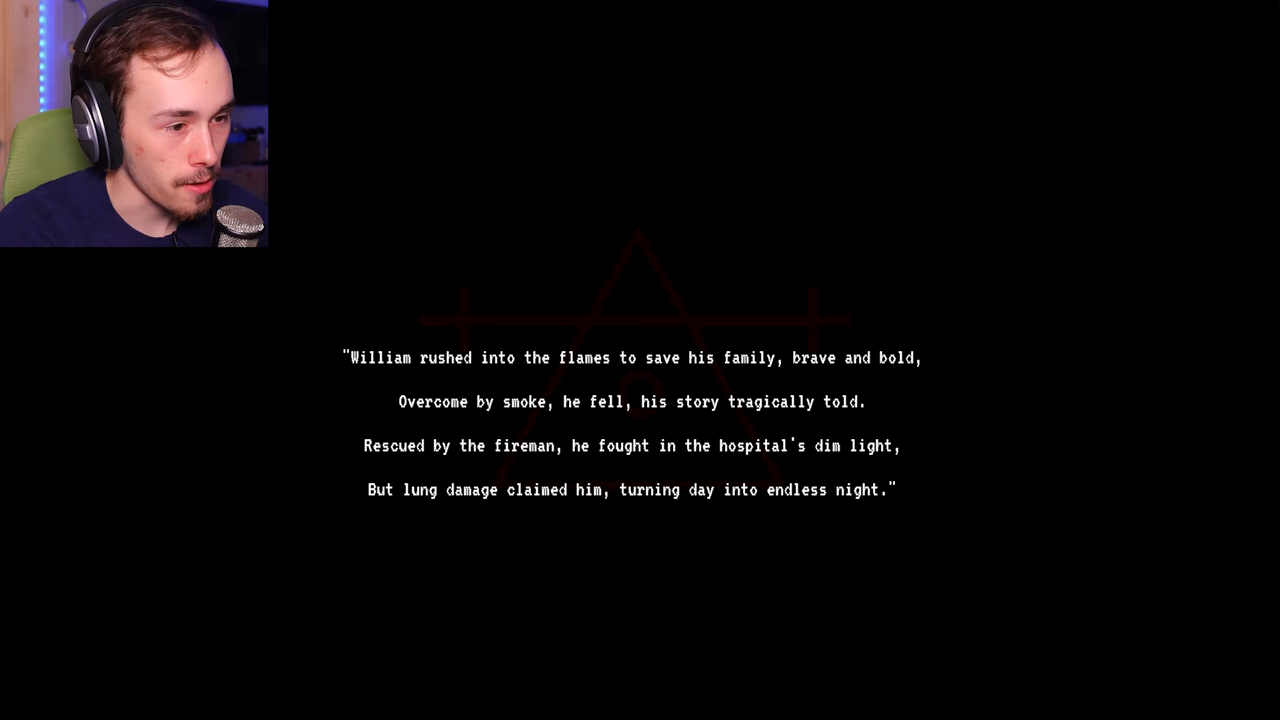 "William rushed into the flames to save his family, brave and bold,
Overcome by smoke, he fell, his story tragically told.
Rescued by the fireman, he fought in the hospital's dim light,
But lung damage claimed him, turning day into endless night."